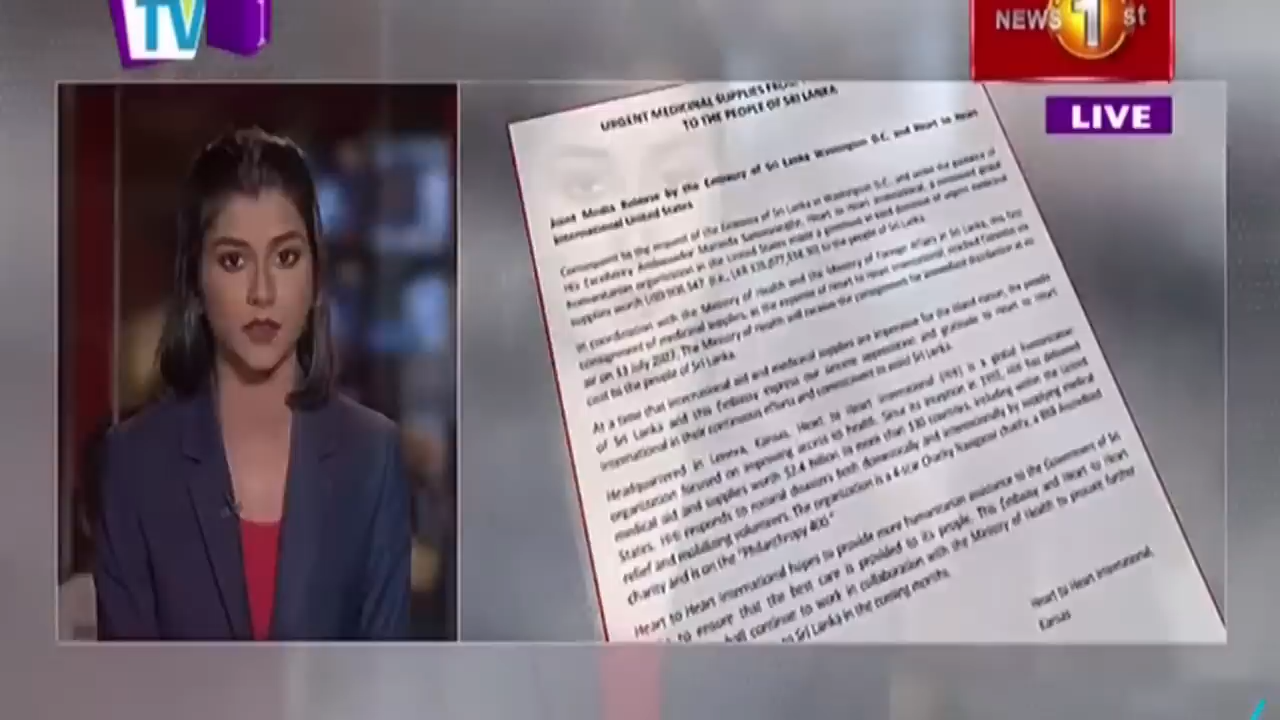 TV 1
NEWS 1st
LIVE
URGENT MEDICINAL SUPPLIES FROM
TO THE PEOPLE OF SRI LANKA
Joint Media Release by the Embassy of Sri Lanka Washington D.C. and Heart to Heart
International United States
Consequent to the request of the Embassy of Sri Lanka in Washington D.C., and under the guidance of
His Excellency Ambassador Mahinda Samarasinghe, Heart to Heart International, a prominent global
humanitarian organization in the United States made a generous in kind donation of urgent medicinal
supplies worth USD to the people of Sri Lanka.
In coordination with the Ministry of Health and the Ministry of Foreign Affairs in Sri Lanka, this first
consignment of medicinal supplies, at the expense of Heart to Heart International, reached Colombo via
air on 13 July 2022. The Ministry of Health will receive the consignment for immediate distribution at no
cost to the people of Sri Lanka.
At a time that international aid and medicinal supplies are imperative for the island nation, the people
of Sri Lanka and this Embassy express our sincere appreciation and gratitude to Heart to Heart
International in their continuous efforts and commitment to assist Sri Lanka.
Headquartered in Lenexa, Kansas, Heart to Heart International (HHI) is a global humanitarian
organization focused on improving access to health. Since its inception in 1992, HHI has delivered
medical aid and supplies worth $2.4 billion to more than 130 countries, including within the United
States. HHI responds to natural disasters both domestically and internationally by supplying medical
relief and mobilizing volunteers. The organization is a 4-star Charity Navigator charity, a BBB Accredited
charity and is on the "Philanthropy 400."
Heart to Heart International hopes to provide more humanitarian assistance to the Government of Sri
to ensure that the best care is provided to its people. This Embassy and Heart to Heart
shall continue to work in collaboration with the Ministry of Health to provide further
to Sri Lanka in the coming months.
Heart to Heart International,
Kansas